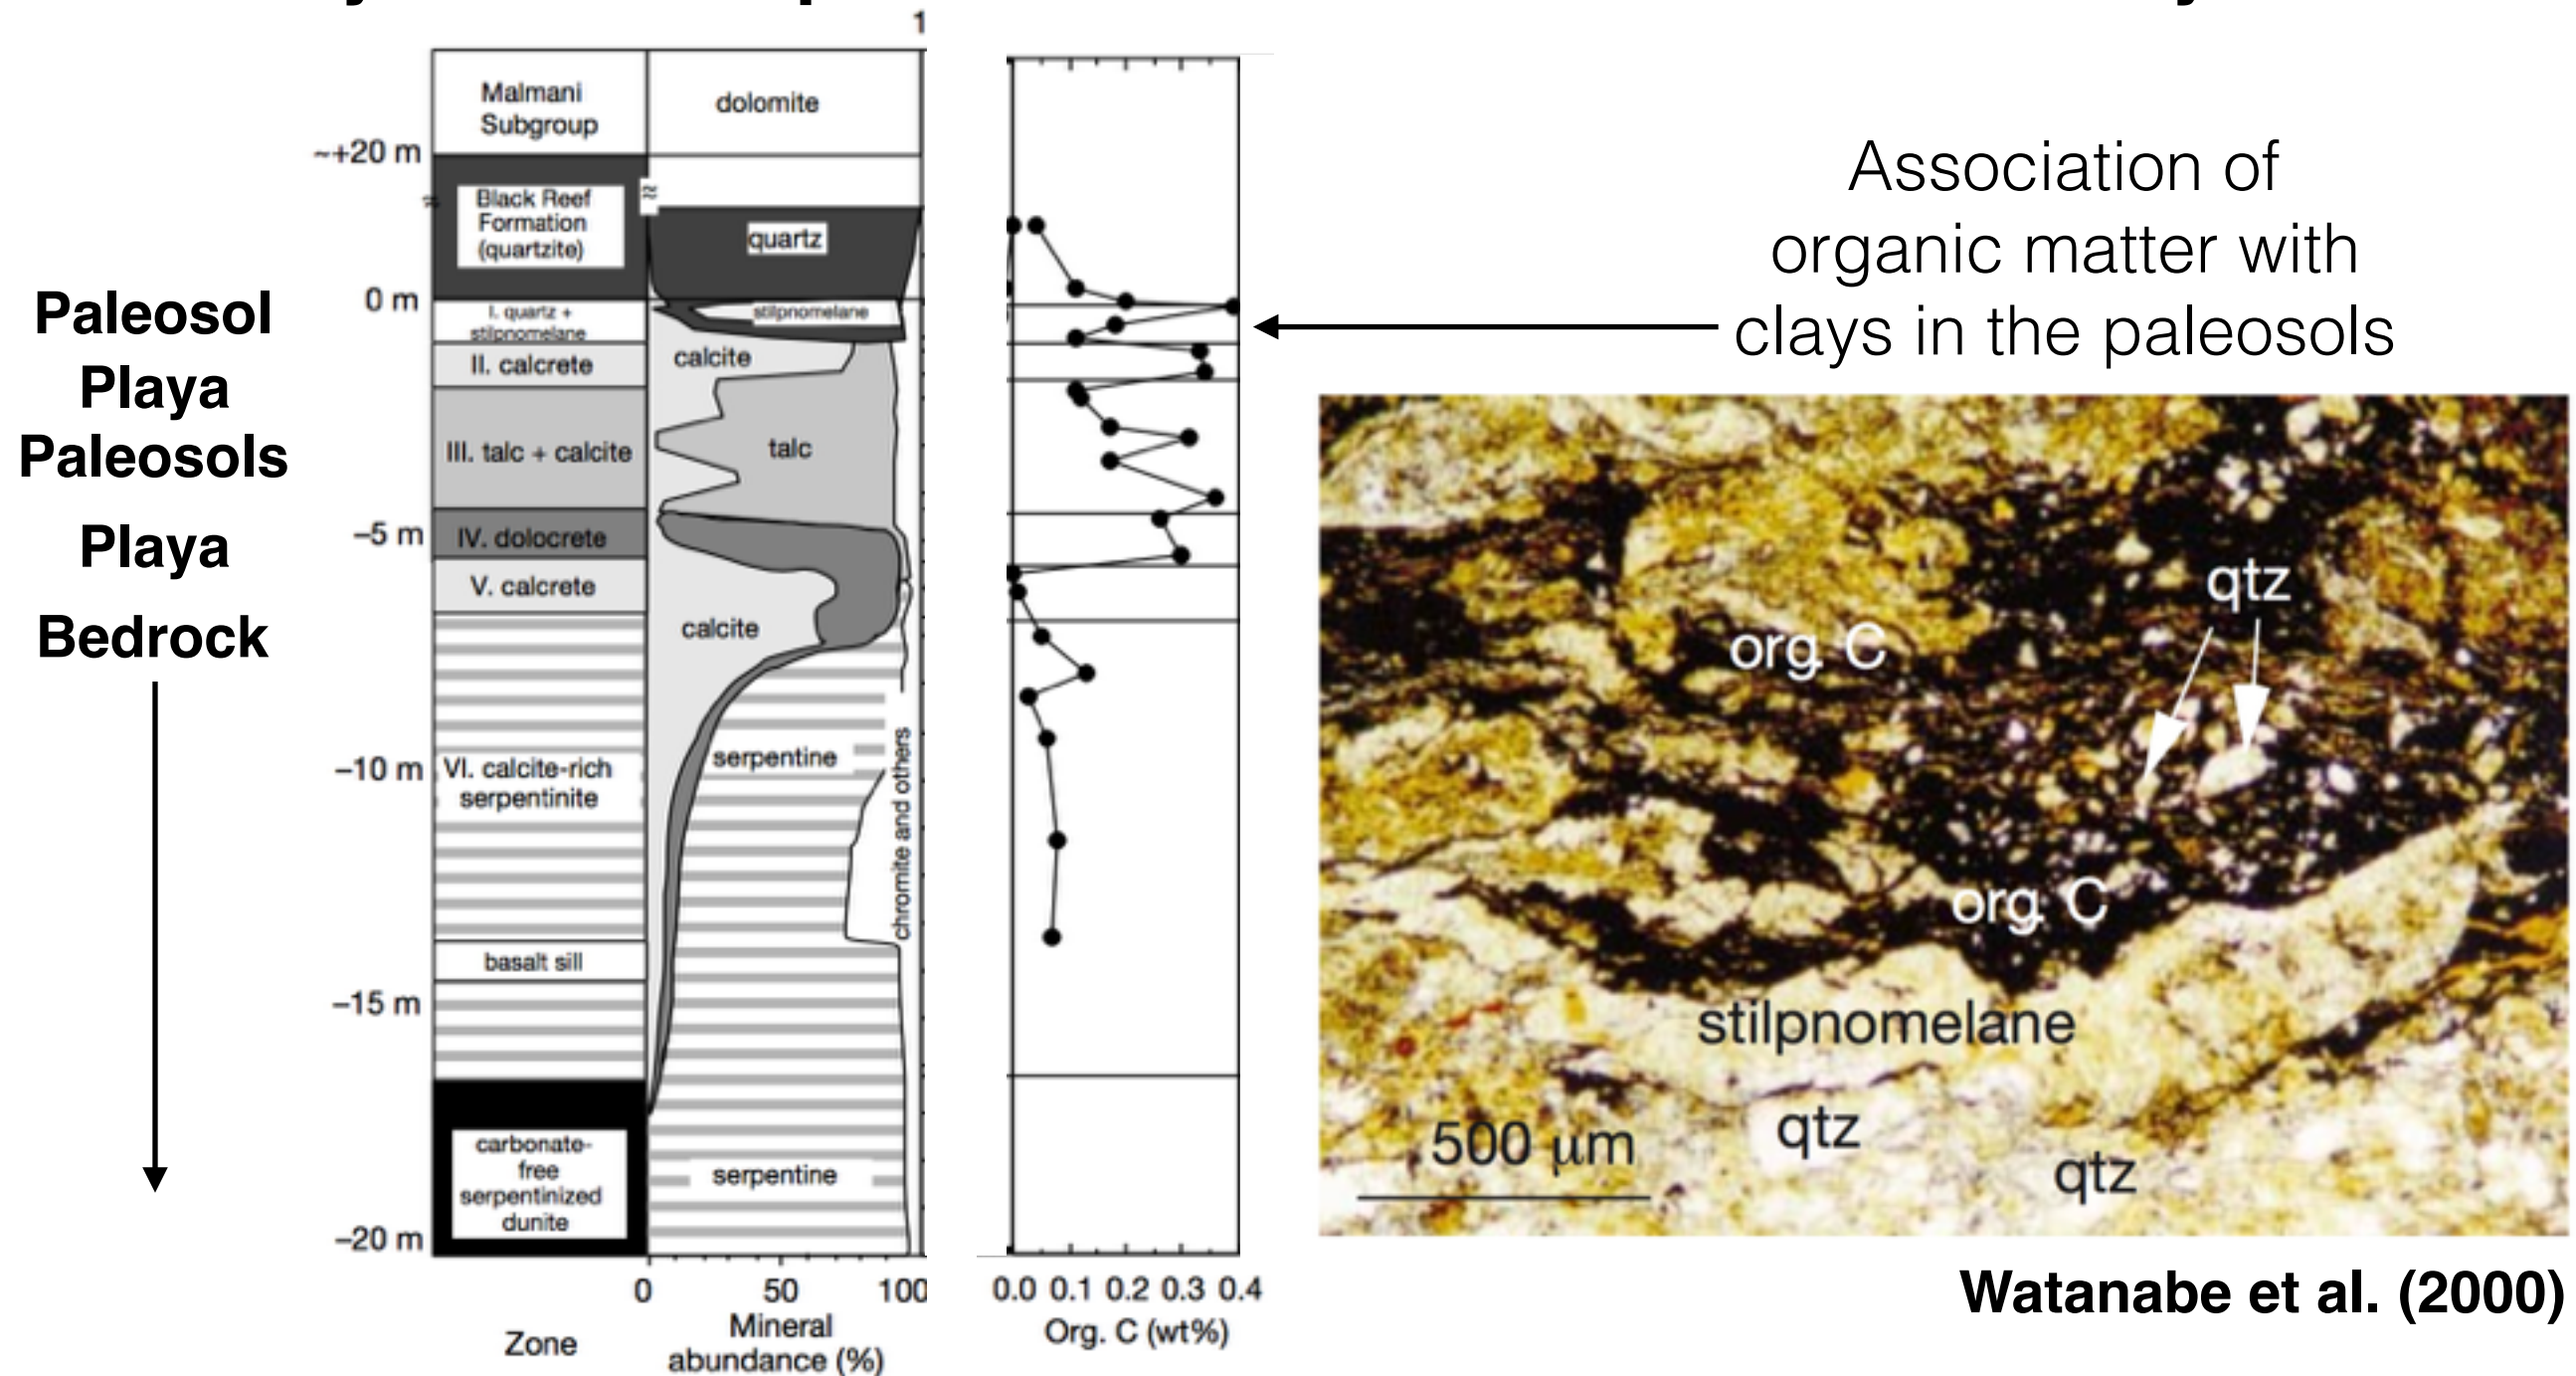 Malmani
Subgroup
dolomite
~+20 m
Black Reef
Formation
(quartzite)
quartz
0 m
I. quartz +
stilpnomelane
stilpnomelane
II. calcrete
calcite
III. talc + calcite
talc
−5 m
IV. dolocrete
V. calcrete
calcite
−10 m
VI. calcite-rich
serpentinite
serpentine
chromite and others
basalt sill
−15 m
carbonate-
free
serpentinized
dunite
serpentine
−20 m
0 50 100
Zone
Mineral
abundance (%)
0.0 0.1 0.2 0.3 0.4
Org. C (wt%)
Paleosol
Playa
Paleosols
Playa
Bedrock
Association of
organic matter with
clays in the paleosols
qtz
org. C
org. C
stilpnomelane
500 µm
qtz
qtz
Watanabe et al. (2000)